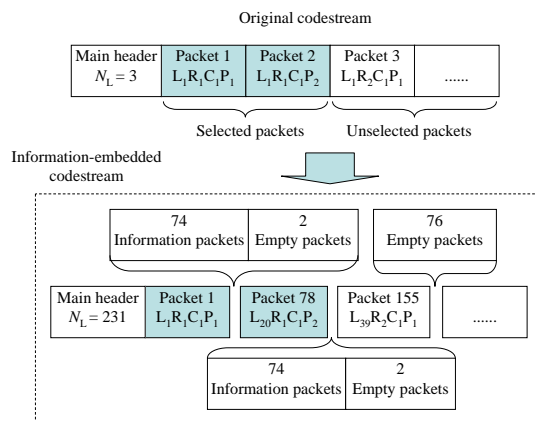 Original codestream
Main header
N_L = 3
Packet 1
L₁R₁C₁P₁
Packet 2
L₁R₁C₁P₂
Packet 3
L₁R₂C₁P₁
......
Selected packets
Unselected packets
Information-embedded
codestream
74
Information packets
2
Empty packets
76
Empty packets
Main header
N_L = 231
Packet 1
L₁R₁C₁P₁
Packet 78
L₂₀R₁C₁P₂
Packet 155
L₃₉R₂C₁P₁
......
74
Information packets
2
Empty packets